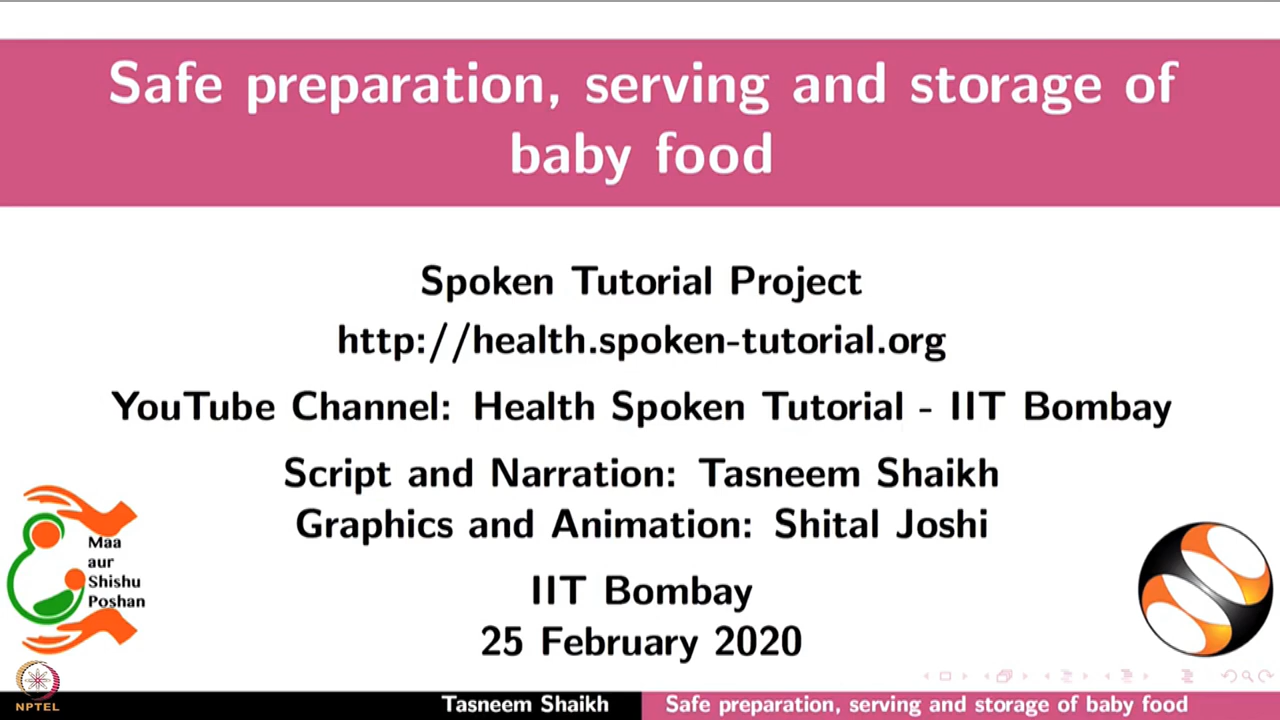 Safe preparation, serving and storage of
baby food
Spoken Tutorial Project
http://health.spoken-tutorial.org
YouTube Channel: Health Spoken Tutorial - IIT Bombay
Script and Narration: Tasneem Shaikh
Graphics and Animation: Shital Joshi
IIT Bombay
25 February 2020
Maa
aur
Shishu
Poshan
NPTEL
Tasneem Shaikh
Safe preparation, serving and storage of baby food